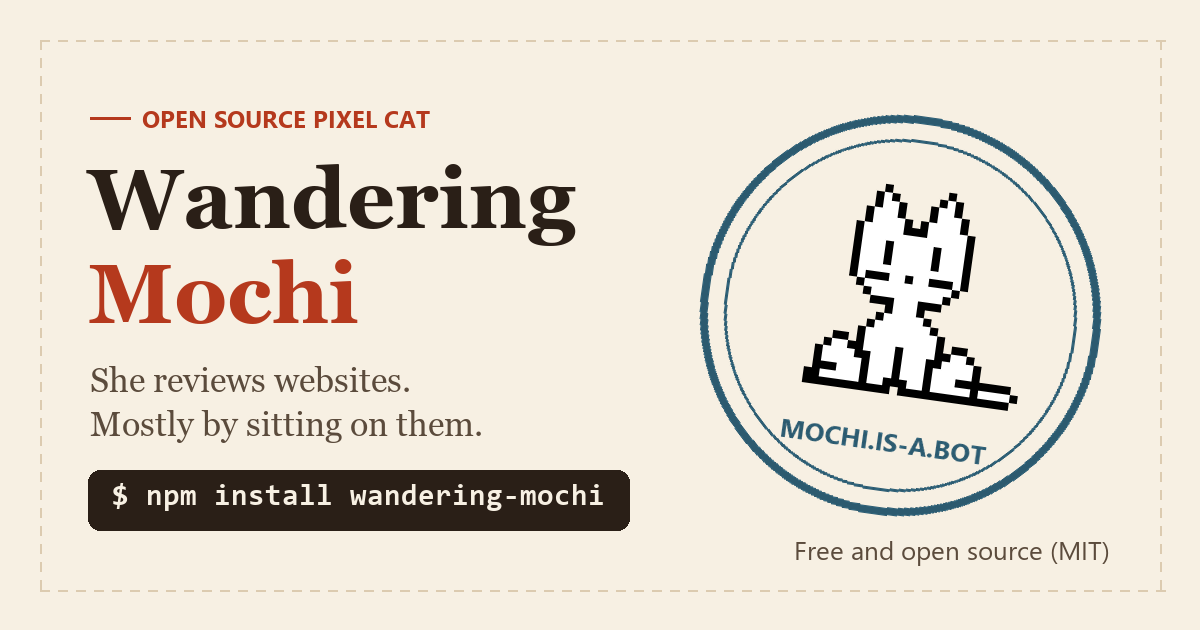 OPEN SOURCE PIXEL CAT
Wandering
Mochi
She reviews websites.
Mostly by sitting on them.
$ npm install wandering-mochi
MOCHI.IS-A.BOT
Free and open source (MIT)